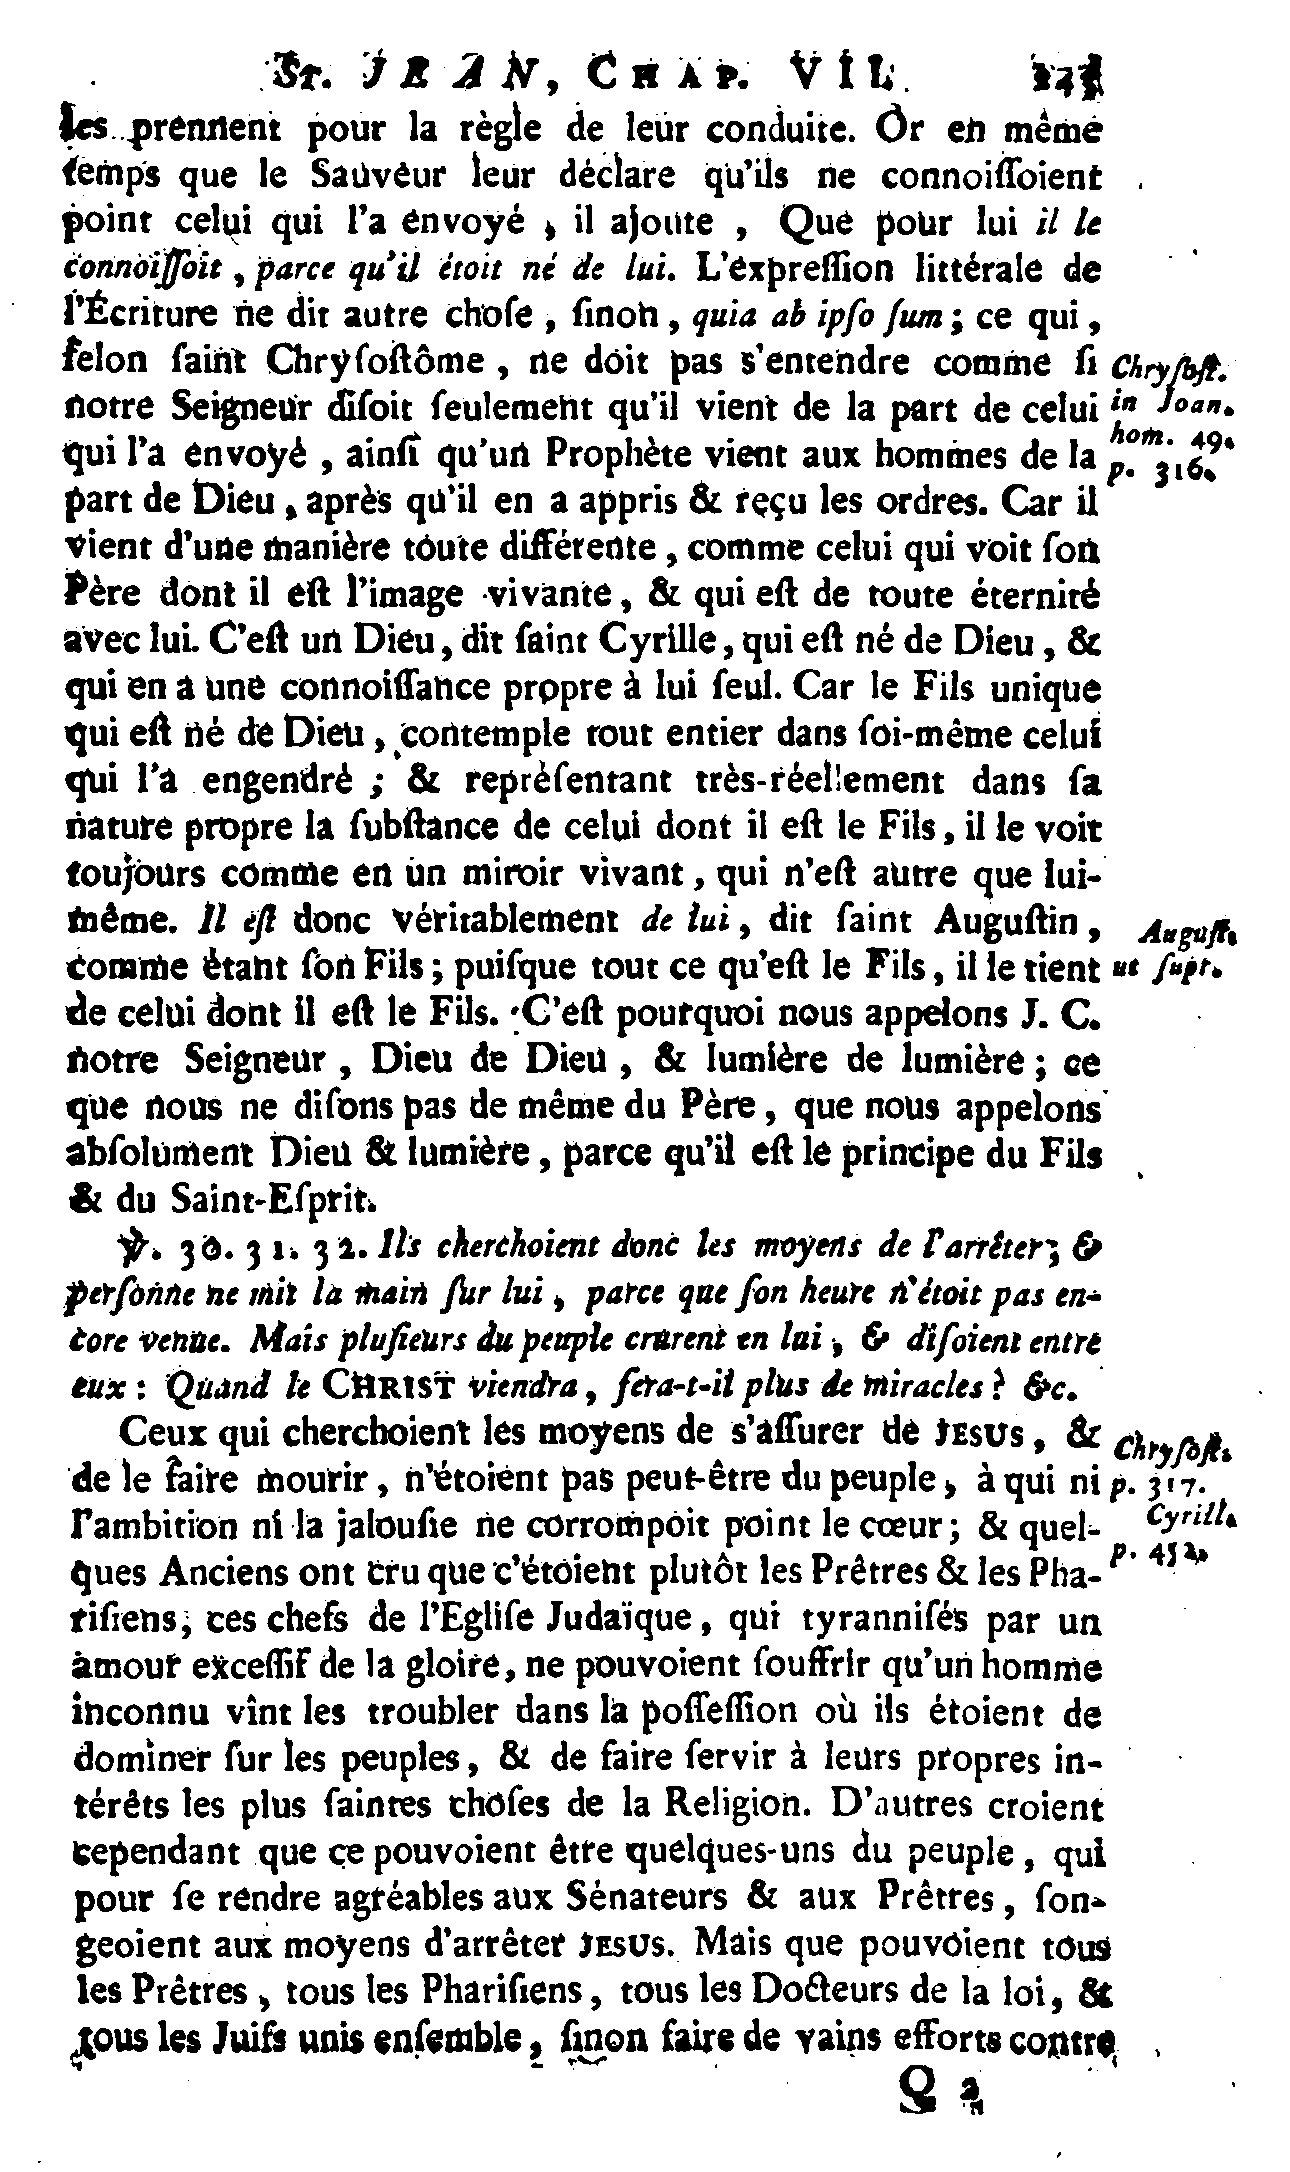 St. JEAN, CHAP. VII.
les prennent pour la règle de leur conduite. Or en même
temps que le Sauveur leur déclare qu'ils ne connoiſſoient
point celui qui l'a envoyé, il ajoute, Que pour lui il le
connoiſſoit, parce qu'il étoit né de lui. L'expreſſion littérale de
l'Écriture ne dit autre choſe, ſinon, quia ab ipſo ſum; ce qui,
ſelon ſaint Chryſoſtôme, ne doit pas s'entendre comme ſi
notre Seigneur diſoit ſeulement qu'il vient de la part de celui
qui l'a envoyé, ainſi qu'un Prophète vient aux hommes de la
part de Dieu, après qu'il en a appris & reçu les ordres. Car il
vient d'une manière toute différente, comme celui qui voit ſon
Père dont il eſt l'image vivante, & qui eſt de toute éternité
avec lui. C'eſt un Dieu, dit ſaint Cyrille, qui eſt né de Dieu, &
qui en a une connoiſſance propre à lui ſeul. Car le Fils unique
qui eſt né de Dieu, contemple tout entier dans ſoi-même celui
qui l'a engendré; & repréſentant très-réellement dans ſa
nature propre la ſubſtance de celui dont il eſt le Fils, il le voit
toujours comme en un miroir vivant, qui n'eſt autre que lui-
même. Il eſt donc véritablement de lui, dit ſaint Auguſtin,
comme étant ſon Fils; puiſque tout ce qu'eſt le Fils, il le tient
de celui dont il eſt le Fils. C'eſt pourquoi nous appelons J. C.
notre Seigneur, Dieu de Dieu, & lumière de lumière; ce
que nous ne diſons pas de même du Père, que nous appelons
abſolument Dieu & lumière, parce qu'il eſt le principe du Fils
& du Saint-Eſprit.
℣. 30. 31. 32. Ils cherchoient donc les moyens de l'arrêter; &
perſonne ne mit la main ſur lui, parce que ſon heure n'étoit pas en-
core venue. Mais pluſieurs du peuple crurent en lui, & diſoient entre
eux: Quand le CHRIST viendra, ſera-t-il plus de miracles? &c.
Ceux qui cherchoient les moyens de s'aſſurer de JESUS, &
de le faire mourir, n'étoient pas peut-être du peuple, à qui ni
l'ambition ni la jalouſie ne corrompoit point le cœur; & quel-
ques Anciens ont cru que c'étoient plutôt les Prêtres & les Pha-
riſiens, ces chefs de l'Egliſe Judaïque, qui tyranniſés par un
amour exceſſif de la gloire, ne pouvoient ſouffrir qu'un homme
inconnu vînt les troubler dans la poſſeſſion où ils étoient de
dominer ſur les peuples, & de faire ſervir à leurs propres in-
térêts les plus ſaintes choſes de la Religion. D'autres croient
cependant que ce pouvoient être quelques-uns du peuple, qui
pour ſe rendre agréables aux Sénateurs & aux Prêtres, ſon-
geoient aux moyens d'arrêter JESUS. Mais que pouvoient tous
les Prêtres, tous les Phariſiens, tous les Docteurs de la loi, &
tous les Juifs unis enſemble, ſinon faire de vains efforts contre
Q 2
Chryſoſt.
in Joan.
hom. 49.
p. 316.
Auguſt.
ut ſupr.
Chryſoſt.
p. 317.
Cyrill.
p. 452.